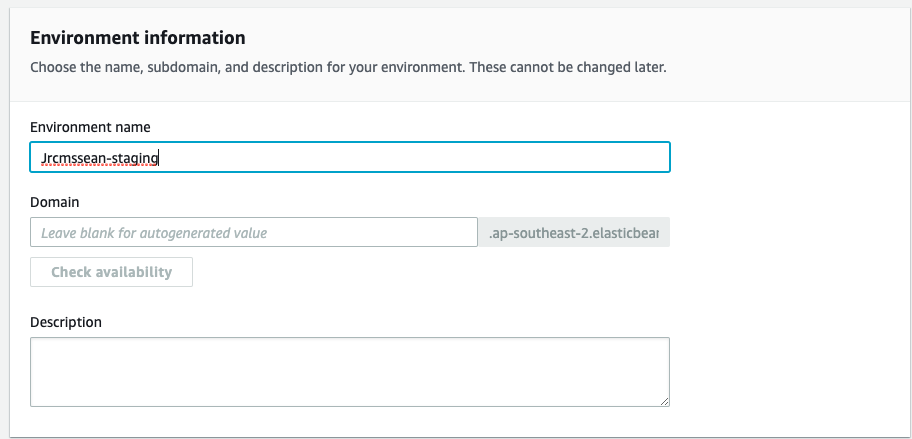 Environment information
Choose the name, subdomain, and description for your environment. These cannot be changed later.
Environment name
Jrcmssean-staging
Domain
Leave blank for autogenerated value
.ap-southeast-2.elasticbear
Check availability
Description